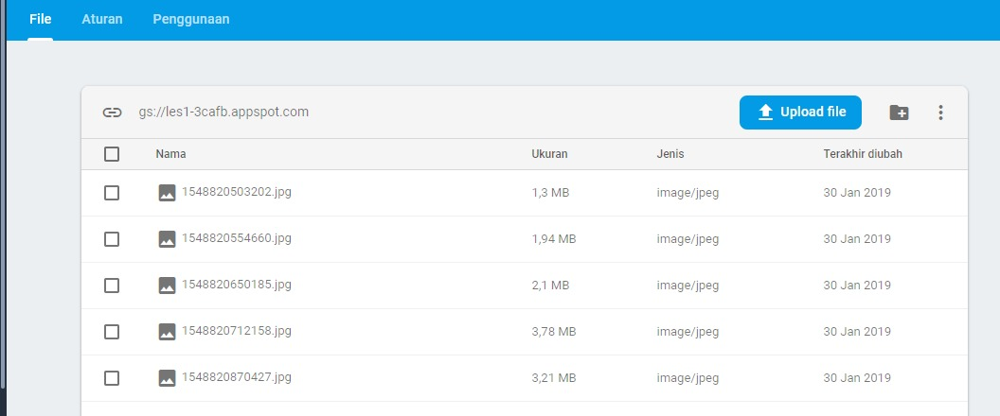 File Aturan Penggunaan
gs://les1-3cafb.appspot.com Upload file
Nama Ukuran Jenis Terakhir diubah
1548820503202.jpg 1,3 MB image/jpeg 30 Jan 2019
1548820554660.jpg 1,94 MB image/jpeg 30 Jan 2019
1548820650185.jpg 2,1 MB image/jpeg 30 Jan 2019
1548820712158.jpg 3,78 MB image/jpeg 30 Jan 2019
1548820870427.jpg 3,21 MB image/jpeg 30 Jan 2019